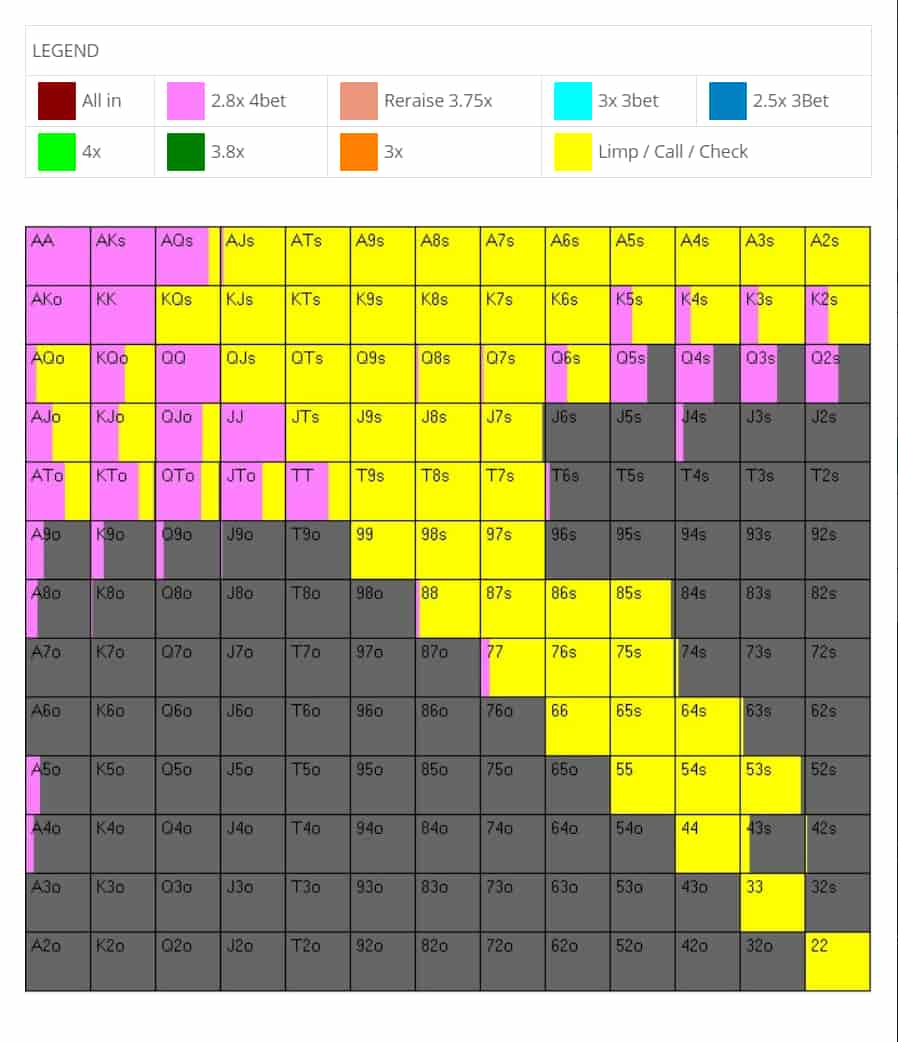 LEGEND
All in 2.8x 4bet Reraise 3.75x 3x 3bet 2.5x 3Bet
4x 3.8x 3x Limp / Call / Check
AA AKs AQs AJs ATs A9s A8s A7s A6s A5s A4s A3s A2s
AKo KK KQs KJs KTs K9s K8s K7s K6s K5s K4s K3s K2s
AQo KQo QQ QJs QTs Q9s Q8s Q7s Q6s Q5s Q4s Q3s Q2s
AJo KJo QJo JJ JTs J9s J8s J7s J6s J5s J4s J3s J2s
ATo KTo QTo JTo TT T9s T8s T7s T6s T5s T4s T3s T2s
A9o K9o Q9o J9o T9o 99 98s 97s 96s 95s 94s 93s 92s
A8o K8o Q8o J8o T8o 98o 88 87s 86s 85s 84s 83s 82s
A7o K7o Q7o J7o T7o 97o 87o 77 76s 75s 74s 73s 72s
A6o K6o Q6o J6o T6o 96o 86o 76o 66 65s 64s 63s 62s
A5o K5o Q5o J5o T5o 95o 85o 75o 65o 55 54s 53s 52s
A4o K4o Q4o J4o T4o 94o 84o 74o 64o 54o 44 43s 42s
A3o K3o Q3o J3o T3o 93o 83o 73o 63o 53o 43o 33 32s
A2o K2o Q2o J2o T2o 92o 82o 72o 62o 52o 42o 32o 22